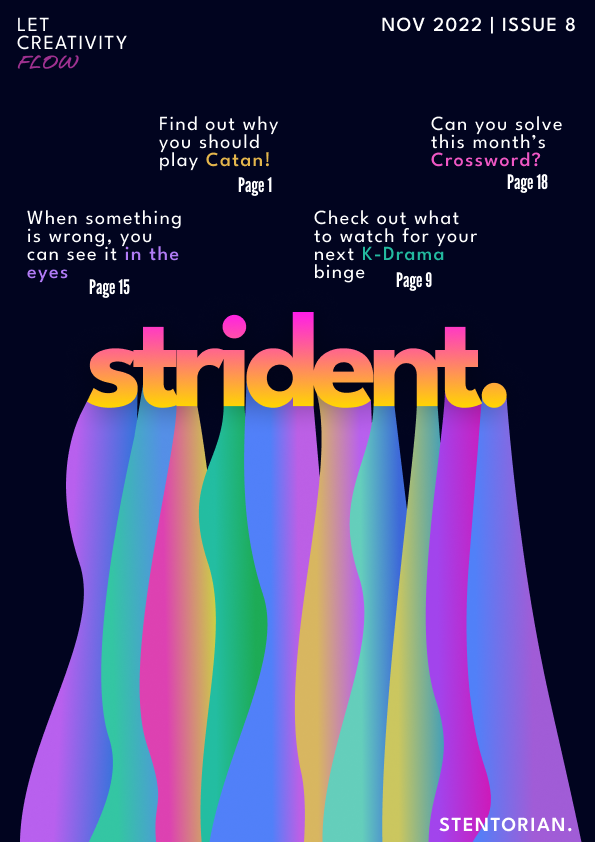 LET
CREATIVITY
FLOW
NOV 2022 | ISSUE 8
Find out why
you should
play Catan!
Page 1
Can you solve
this month's
Crossword?
Page 18
When something
is wrong, you
can see it in the
eyes
Page 15
Check out what
to watch for your
next K-Drama
binge
Page 9
strident.
STENTORIAN.